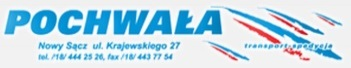 POCHWAŁA
Nowy Sącz ul. Krajewskiego 27
tel. /18/ 444 25 26, fax /18/ 443 77 54
transport-spedycja